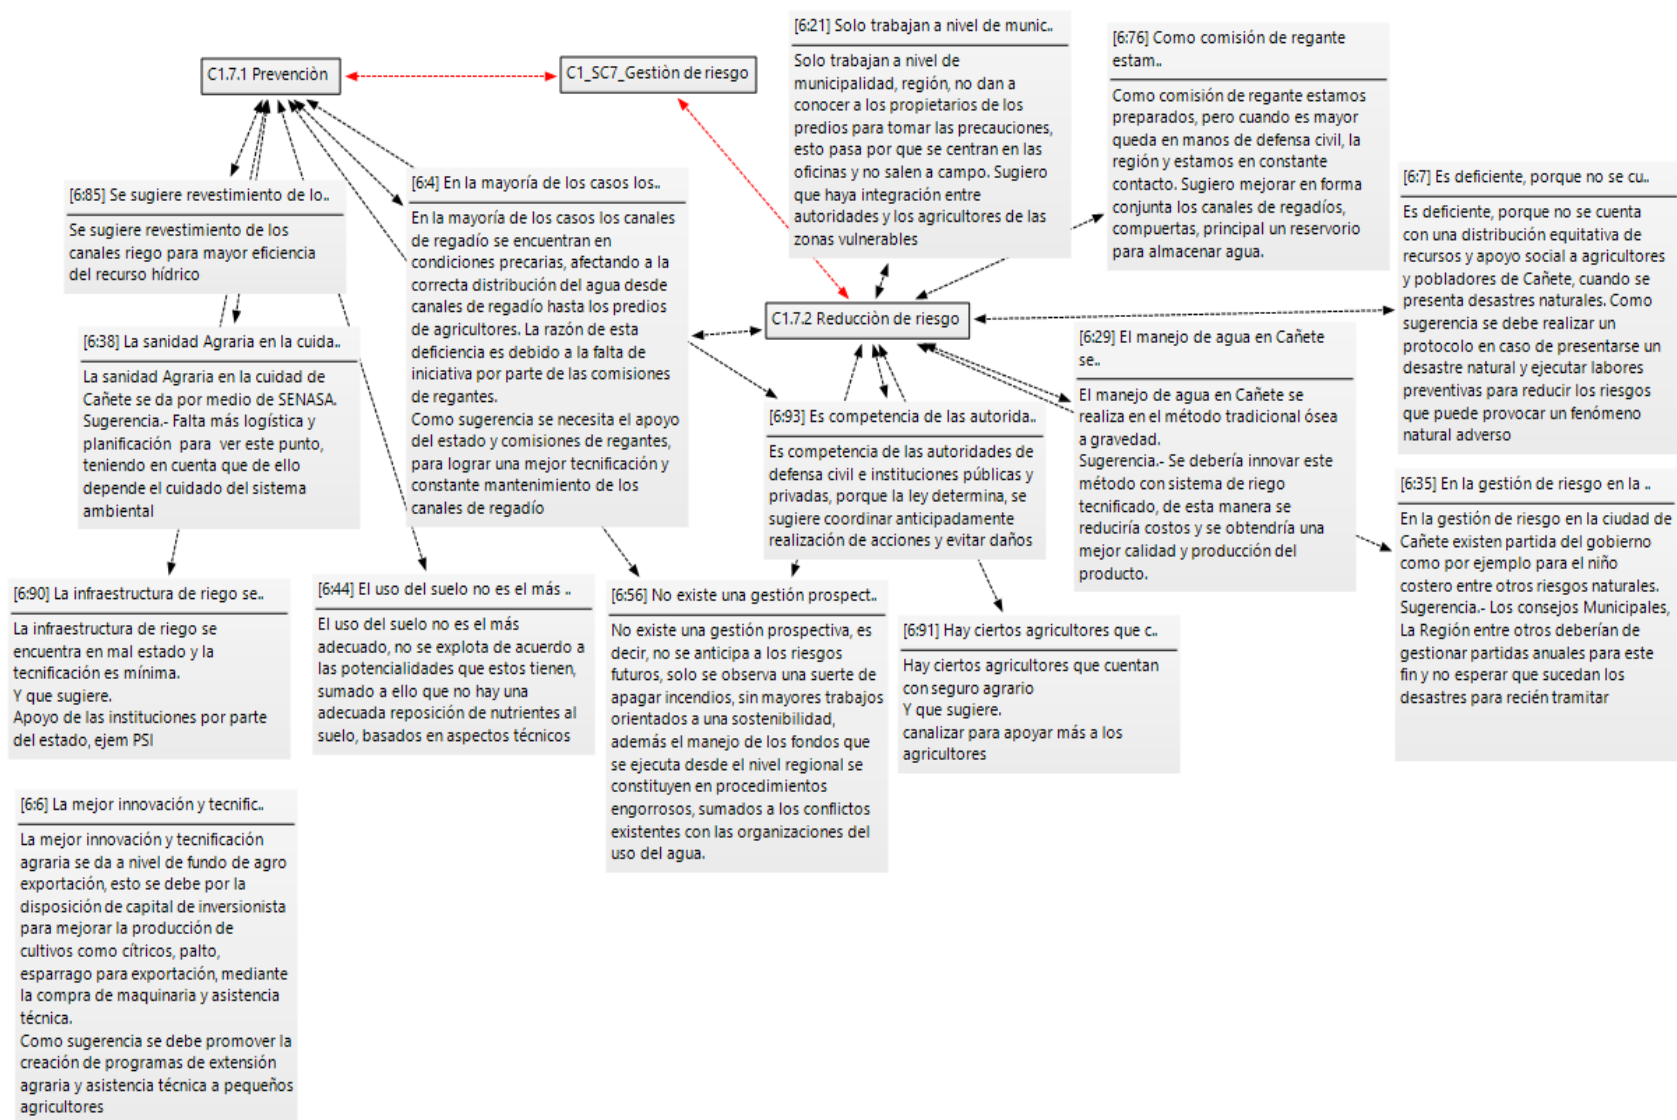 C1.7.1 Prevenciòn
C1_SC7_Gestiòn de riesgo
[6:21] Solo trabajan a nivel de munic..
Solo trabajan a nivel de
municipalidad, región, no dan a
conocer a los propietarios de los
predios para tomar las precauciones,
esto pasa por que se centran en las
oficinas y no salen a campo. Sugiero
que haya integración entre
autoridades y los agricultores de las
zonas vulnerables
[6:76] Como comisión de regante
estam..
Como comisión de regante estamos
preparados, pero cuando es mayor
queda en manos de defensa civil, la
región y estamos en constante
contacto. Sugiero mejorar en forma
conjunta los canales de regadíos,
compuertas, principal un reservorio
para almacenar agua.
[6:7] Es deficiente, porque no se cu..
Es deficiente, porque no se cuenta
con una distribución equitativa de
recursos y apoyo social a agricultores
y pobladores de Cañete, cuando se
presenta desastres naturales. Como
sugerencia se debe realizar un
protocolo en caso de presentarse un
desastre natural y ejecutar labores
preventivas para reducir los riesgos
que puede provocar un fenómeno
natural adverso
[6:85] Se sugiere revestimiento de lo..
Se sugiere revestimiento de los
canales riego para mayor eficiencia
del recurso hídrico
[6:4] En la mayoría de los casos los..
En la mayoría de los casos los canales
de regadío se encuentran en
condiciones precarias, afectando a la
correcta distribución del agua desde
canales de regadío hasta los predios
de agricultores. La razón de esta
deficiencia es debido a la falta de
iniciativa por parte de las comisiones
de regantes.
Como sugerencia se necesita el apoyo
del estado y comisiones de regantes,
para lograr una mejor tecnificación y
constante mantenimiento de los
canales de regadío
C1.7.2 Reducciòn de riesgo
[6:38] La sanidad Agraria en la cuida..
La sanidad Agraria en la cuidad de
Cañete se da por medio de SENASA.
Sugerencia.- Falta más logística y
planificación para ver este punto,
teniendo en cuenta que de ello
depende el cuidado del sistema
ambiental
[6:29] El manejo de agua en Cañete
se..
El manejo de agua en Cañete se
realiza en el método tradicional ósea
a gravedad.
Sugerencia.- Se debería innovar este
método con sistema de riego
tecnificado, de esta manera se
reduciría costos y se obtendría una
mejor calidad y producción del
producto.
[6:93] Es competencia de las autorida..
Es competencia de las autoridades de
defensa civil e instituciones públicas y
privadas, porque la ley determina, se
sugiere coordinar anticipadamente
realización de acciones y evitar daños
[6:35] En la gestión de riesgo en la ..
En la gestión de riesgo en la ciudad de
Cañete existen partida del gobierno
como por ejemplo para el niño
costero entre otros riesgos naturales.
Sugerencia.- Los consejos Municipales,
La Región entre otros deberían de
gestionar partidas anuales para este
fin y no esperar que sucedan los
desastres para recién tramitar
[6:90] La infraestructura de riego se..
La infraestructura de riego se
encuentra en mal estado y la
tecnificación es mínima.
Y que sugiere.
Apoyo de las instituciones por parte
del estado, ejem PSI
[6:44] El uso del suelo no es el más ..
El uso del suelo no es el más
adecuado, no se explota de acuerdo a
las potencialidades que estos tienen,
sumado a ello que no hay una
adecuada reposición de nutrientes al
suelo, basados en aspectos técnicos
[6:56] No existe una gestión prospect..
No existe una gestión prospectiva, es
decir, no se anticipa a los riesgos
futuros, solo se observa una suerte de
apagar incendios, sin mayores trabajos
orientados a una sostenibilidad,
además el manejo de los fondos que
se ejecuta desde el nivel regional se
constituyen en procedimientos
engorrosos, sumados a los conflictos
existentes con las organizaciones del
uso del agua.
[6:91] Hay ciertos agricultores que c..
Hay ciertos agricultores que cuentan
con seguro agrario
Y que sugiere.
canalizar para apoyar más a los
agricultores
[6:6] La mejor innovación y tecnific..
La mejor innovación y tecnificación
agraria se da a nivel de fundo de agro
exportación, esto se debe por la
disposición de capital de inversionista
para mejorar la producción de
cultivos como cítricos, palto,
esparrago para exportación, mediante
la compra de maquinaria y asistencia
técnica.
Como sugerencia se debe promover la
creación de programas de extensión
agraria y asistencia técnica a pequeños
agricultores